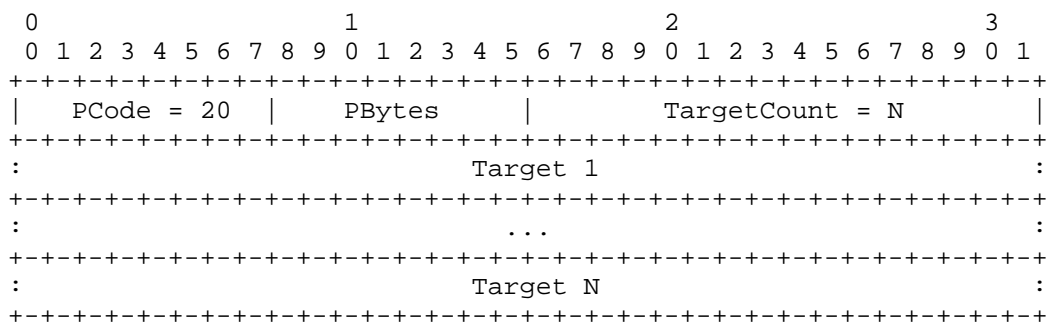 0                   1                   2                   3
 0 1 2 3 4 5 6 7 8 9 0 1 2 3 4 5 6 7 8 9 0 1 2 3 4 5 6 7 8 9 0 1
+-+-+-+-+-+-+-+-+-+-+-+-+-+-+-+-+-+-+-+-+-+-+-+-+-+-+-+-+-+-+-+-+
|   PCode = 20  |    PBytes     |        TargetCount = N        |
+-+-+-+-+-+-+-+-+-+-+-+-+-+-+-+-+-+-+-+-+-+-+-+-+-+-+-+-+-+-+-+-+
:                            Target 1                           :
+-+-+-+-+-+-+-+-+-+-+-+-+-+-+-+-+-+-+-+-+-+-+-+-+-+-+-+-+-+-+-+-+
:                              ...                              :
+-+-+-+-+-+-+-+-+-+-+-+-+-+-+-+-+-+-+-+-+-+-+-+-+-+-+-+-+-+-+-+-+
:                            Target N                           :
+-+-+-+-+-+-+-+-+-+-+-+-+-+-+-+-+-+-+-+-+-+-+-+-+-+-+-+-+-+-+-+-+